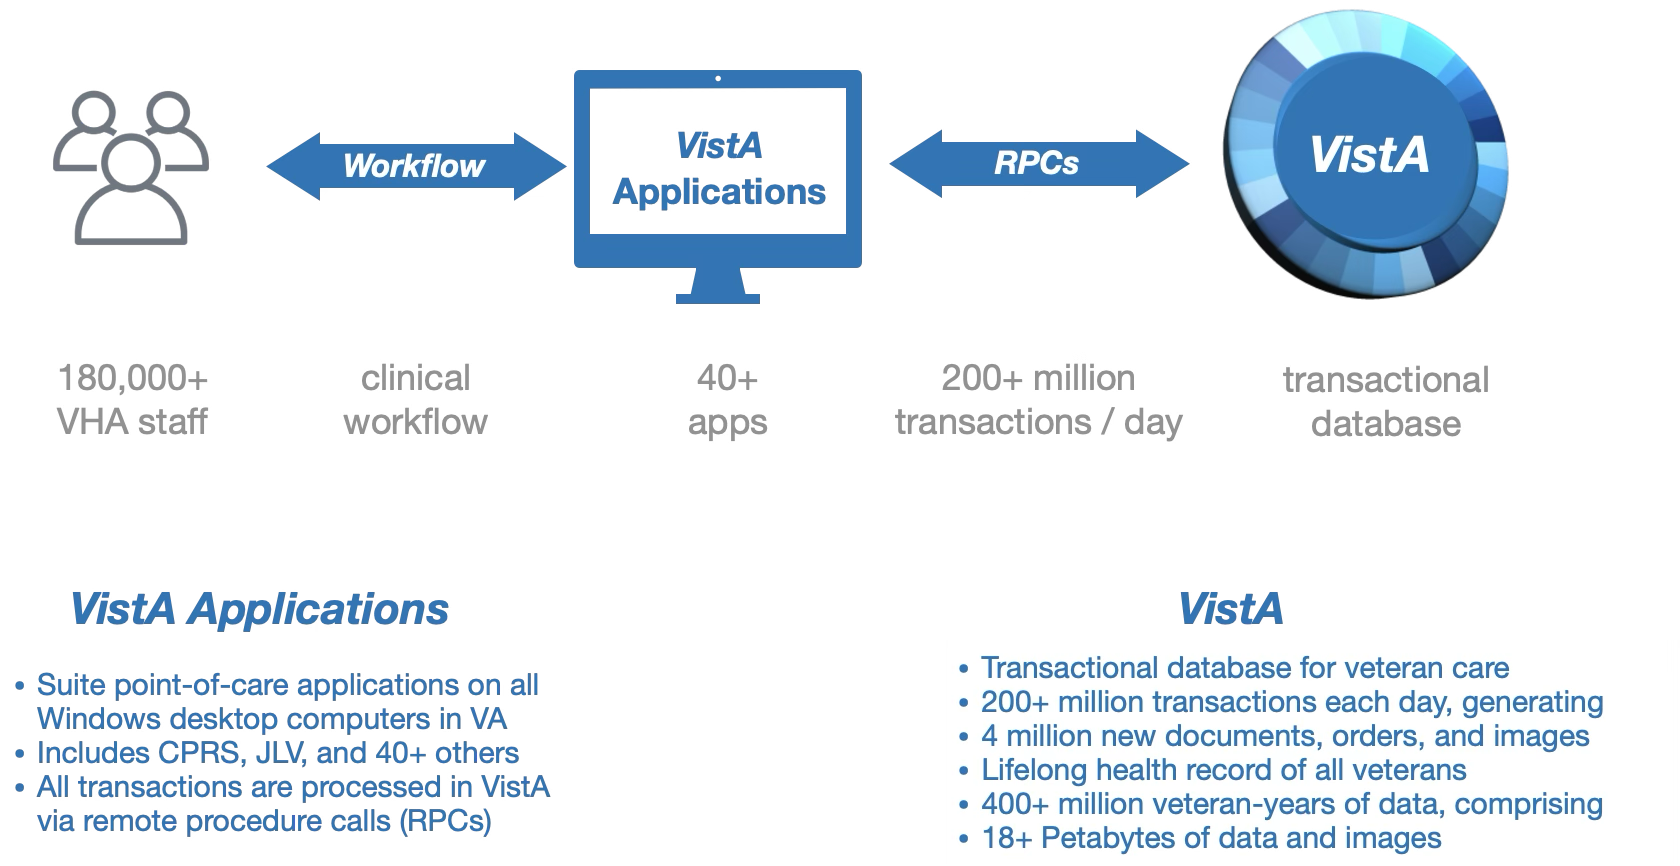 Workflow
VistA
Applications
RPCs
VistA
180,000+
VHA staff
clinical
workflow
40+
apps
200+ million
transactions / day
transactional
database
VistA Applications
• Suite point-of-care applications on all
Windows desktop computers in VA
• Includes CPRS, JLV, and 40+ others
• All transactions are processed in VistA
via remote procedure calls (RPCs)
VistA
• Transactional database for veteran care
• 200+ million transactions each day, generating
• 4 million new documents, orders, and images
• Lifelong health record of all veterans
• 400+ million veteran-years of data, comprising
• 18+ Petabytes of data and images